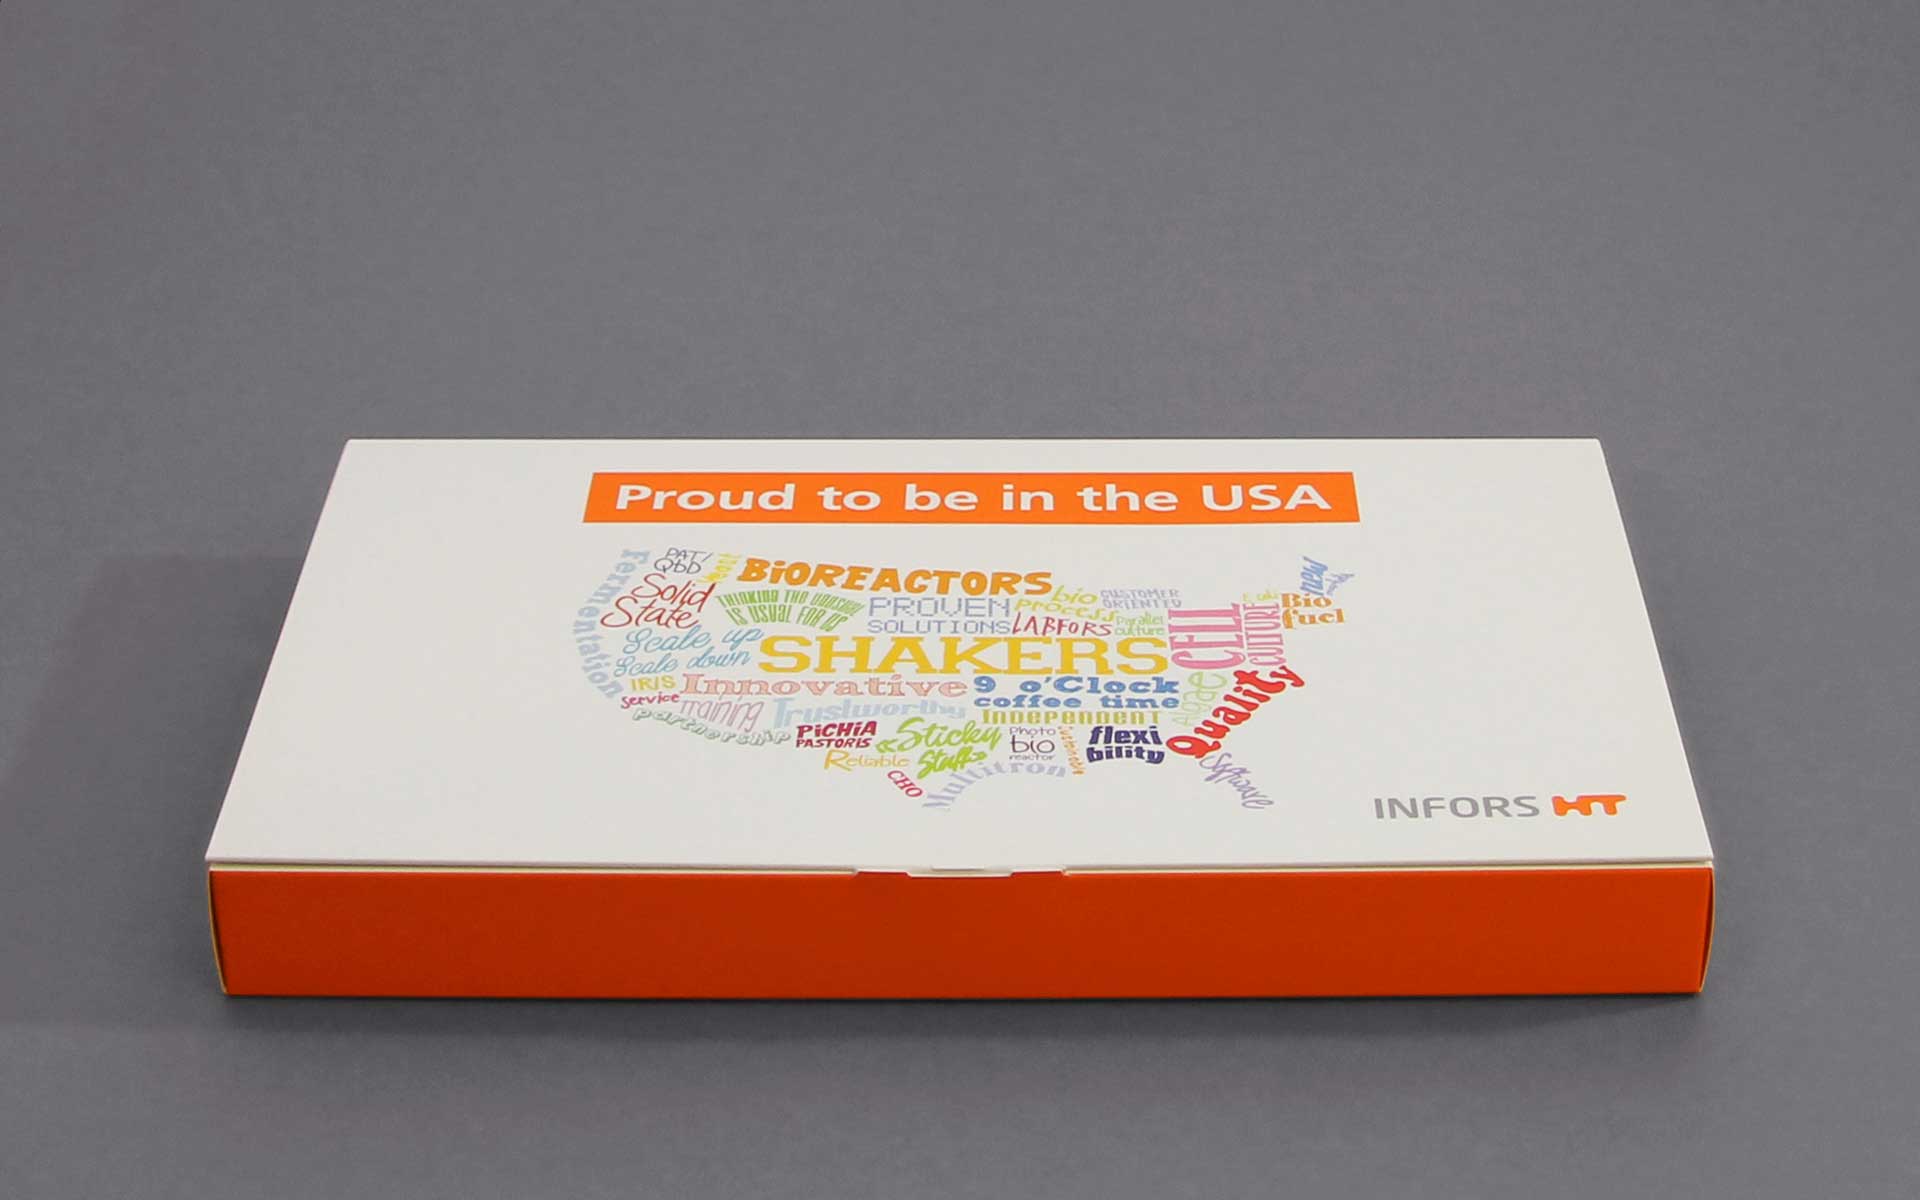 Proud to be in the USA
Fermentation
PAT/
QbD
BiOREACTORS
Solid
State
THINKING THE UNUSUAL
IS USUAL FOR US
PROVEN
SOLUTIONS
bio
process
CUSTOMER
ORIENTED
LABFORS
Parallel
culture
CELL
CULTURE
Bio
fuel
Scale up
Scale down
SHAKERS
IRIS
Innovative
9 o'Clock
coffee time
Algae
Quality
service
training
Trustworthy
Independent
partnership
PiCHiA
PASTORIS
«Sticky
Stuff»
Photo
bio
reactor
Sustainable
flexi
bility
Reliable
CHO
Multitron
Software
INFORS HT